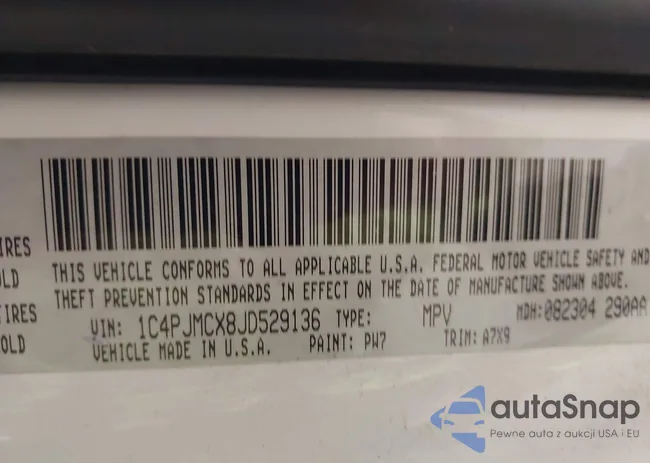 IRES
OLD
TIRES
OLD
THIS VEHICLE CONFORMS TO ALL APPLICABLE U.S.A. FEDERAL MOTOR VEHICLE SAFETY AND
THEFT PREVENTION STANDARDS IN EFFECT ON THE DATE OF MANUFACTURE SHOWN ABOVE.
VIN: 1C4PJMCX8JD529136 TYPE: MPV MDH: 082304 290AA
VEHICLE MADE IN U.S.A. PAINT: PW7 TRIM: A7X9
autaSnap
Pewne auta z aukcji USA i EU